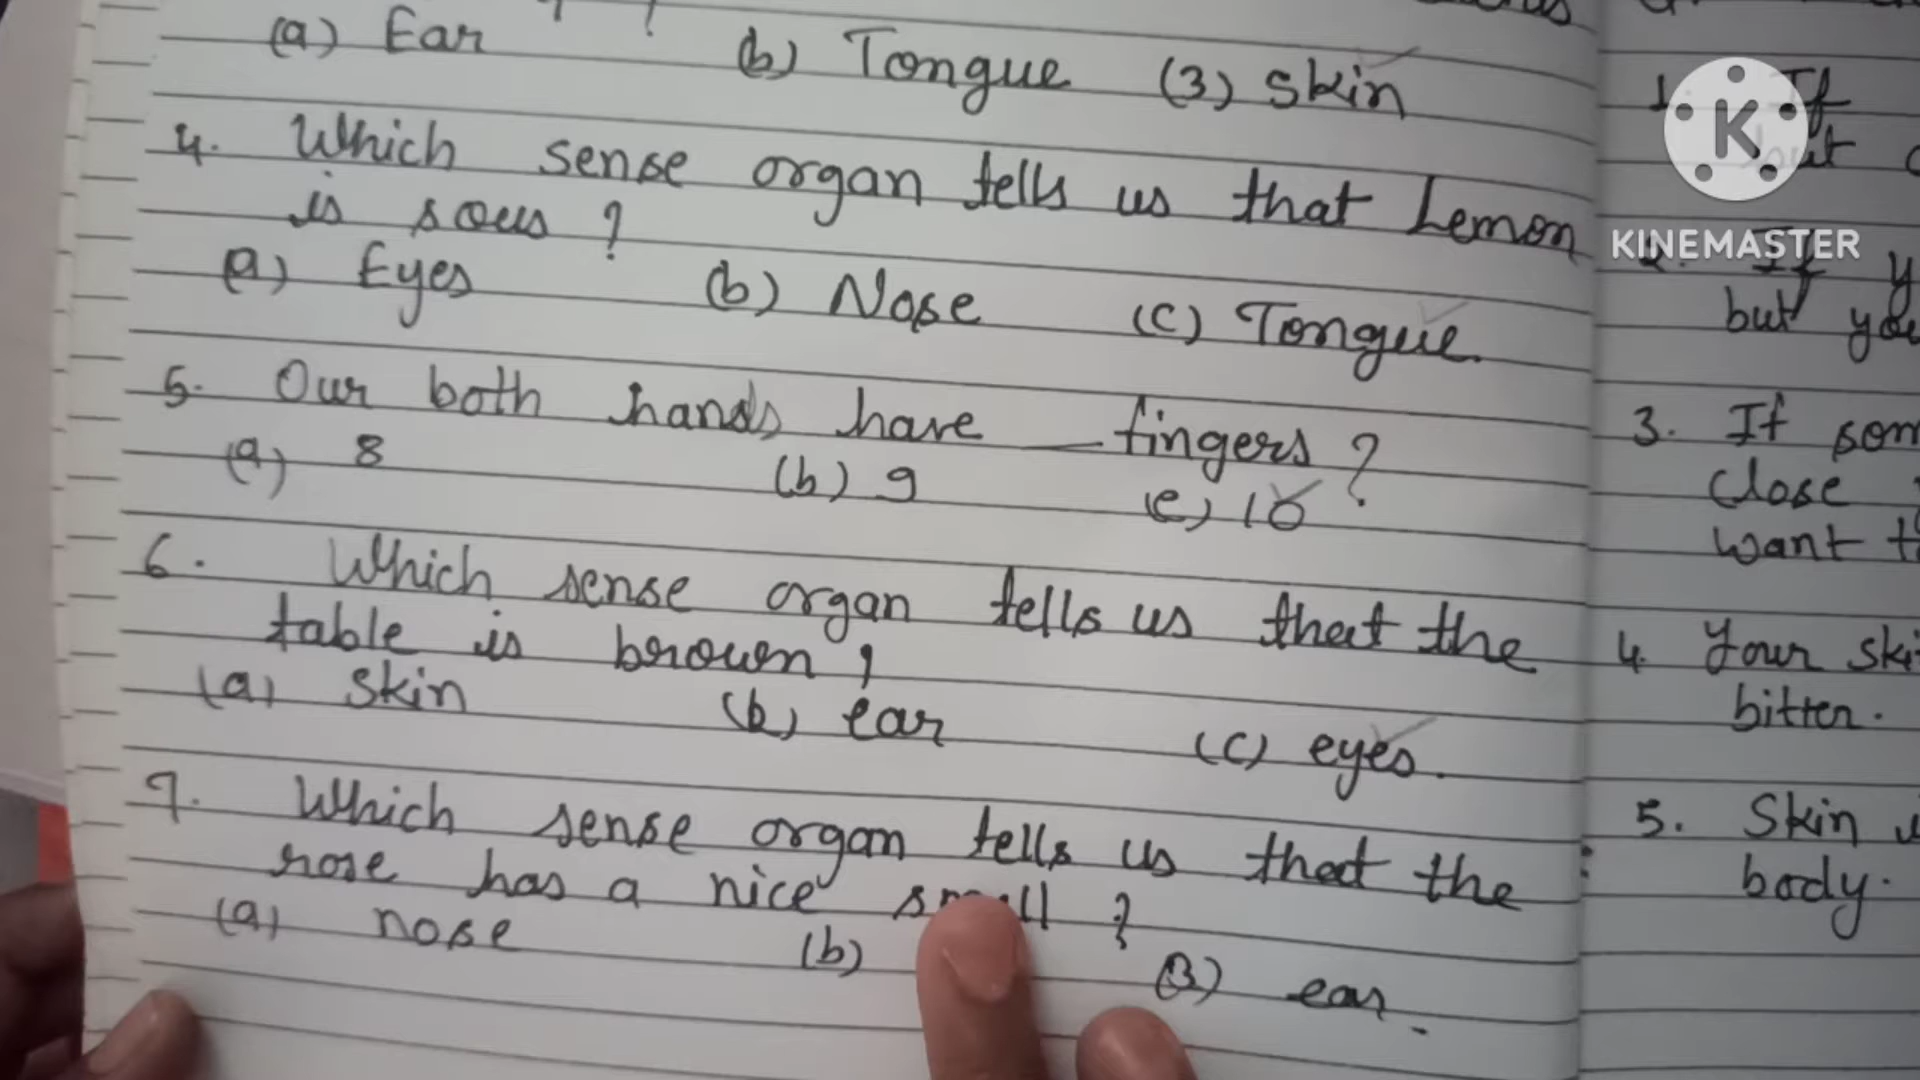 (a) Ear (b) Tongue (3) Skin
4. Which sense organ tells us that Lemon
is sour ?
(a) Eyes (b) Nose (c) Tongue.
5. Our both hands have — fingers ?
(a) 8 (b) 9 (c) 10
6. Which sense organ tells us that the
table is brown ?
(a) Skin (b) ear (c) eyes.
7. Which sense organ tells us that the
rose has a nice smell ?
(a) nose (b) (3) ear.
1. If
but
2. If y
but you
3. If som
close
want t
4. Your ski
bitter.
5. Skin
body.
K
KINEMASTER